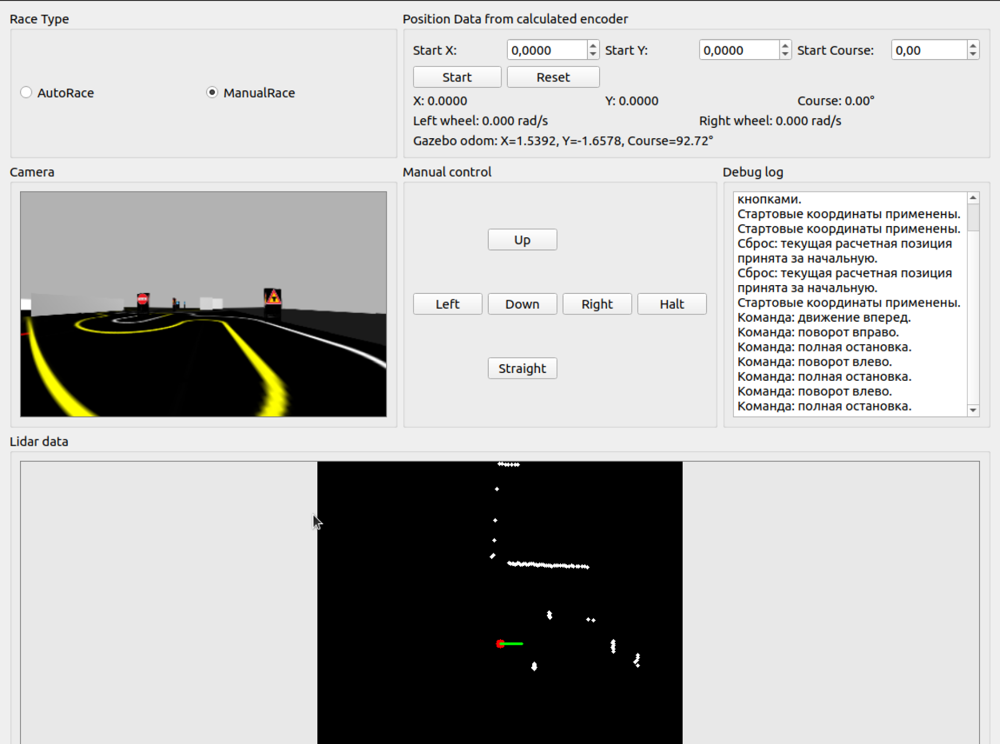 Race Type
Position Data from calculated encoder
Start X:
0,0000
Start Y:
0,0000
Start Course:
0,00
Start
Reset
AutoRace
ManualRace
X: 0.0000
Y: 0.0000
Course: 0.00°
Left wheel: 0.000 rad/s
Right wheel: 0.000 rad/s
Gazebo odom: X=1.5392, Y=-1.6578, Course=92.72°
Camera
Manual control
Debug log
Up
Left
Down
Right
Halt
Straight
кнопками.
Стартовые координаты применены.
Стартовые координаты применены.
Сброс: текущая расчетная позиция
принята за начальную.
Сброс: текущая расчетная позиция
принята за начальную.
Стартовые координаты применены.
Команда: движение вперед.
Команда: поворот вправо.
Команда: полная остановка.
Команда: поворот влево.
Команда: полная остановка.
Команда: поворот влево.
Команда: полная остановка.
Lidar data